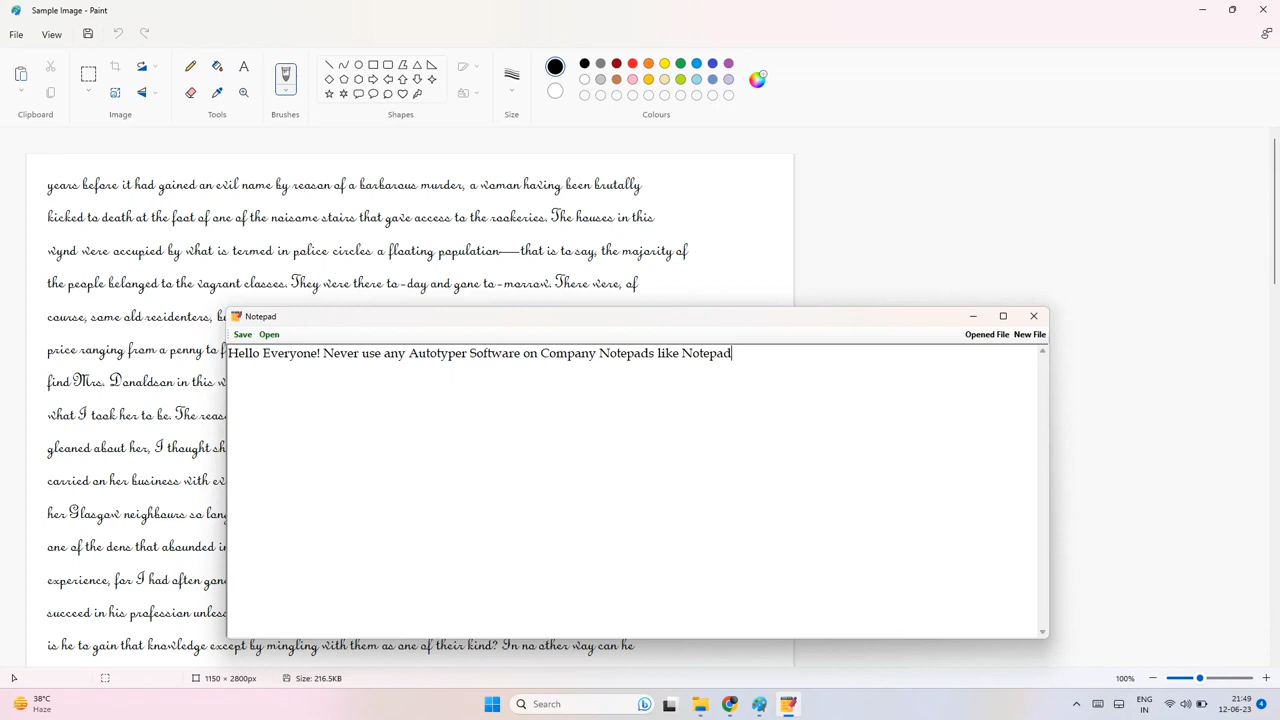 Sample Image - Paint
File View
Clipboard Image Tools Brushes Shapes Size Colours
years before it had gained an evil name by reason of a barbarous murder, a woman having been brutally
kicked to death at the foot of one of the noisome stairs that gave access to the rookeries. The houses in this
wynd were occupied by what is termed in police circles a floating population—that is to say, the majority of
the people belonged to the vagrant classes. They were there to-day and gone to-morrow. There were, of
course, some old residenters, b
price ranging from a penny to f
find Mrs. Donaldson in this w
what I took her to be. The reas
gleaned about her, I thought sh
carried on her business with ev
her Glasgow neighbours so long
one of the dens that abounded in
experience, for I had often gone
succeed in his profession unless
is he to gain that knowledge except by mingling with them as one of their kind? In no other way can he
Notepad
Save Open Opened File New File
Hello Everyone! Never use any Autotyper Software on Company Notepads like Notepad
1150 × 2800px Size: 216.5KB 100%
38°C
Haze
Search
ENG
IN
21:49
12-06-23
4